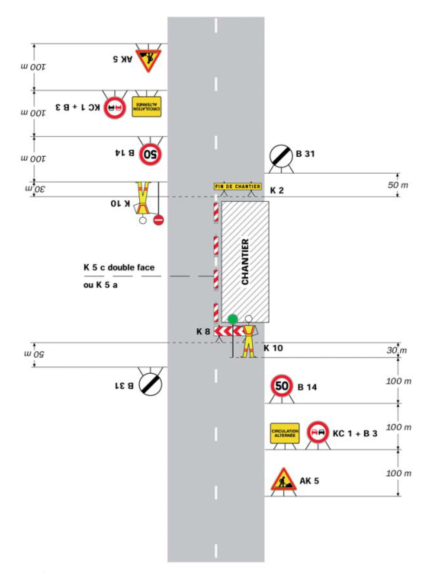 AK 5
100 m
KC 1 + B 3
CIRCULATION
ALTERNÉE
100 m
50
B 14
100 m
B 31
50 m
30 m
K 10
FIN DE CHANTIER
K 2
CHANTIER
K 5 c double face
ou K 5 a
K 8
K 10
50 m
30 m
B 31
50
B 14
100 m
CIRCULATION
ALTERNÉE
KC 1 + B 3
100 m
AK 5
100 m